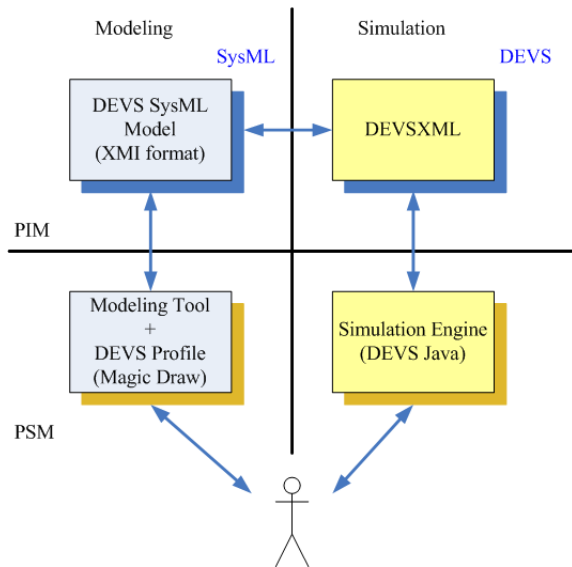 Modeling
Simulation
SysML
DEVS
DEVS SysML
Model
(XMI format)
DEVSXML
PIM
Modeling Tool
+
DEVS Profile
(Magic Draw)
Simulation Engine
(DEVS Java)
PSM